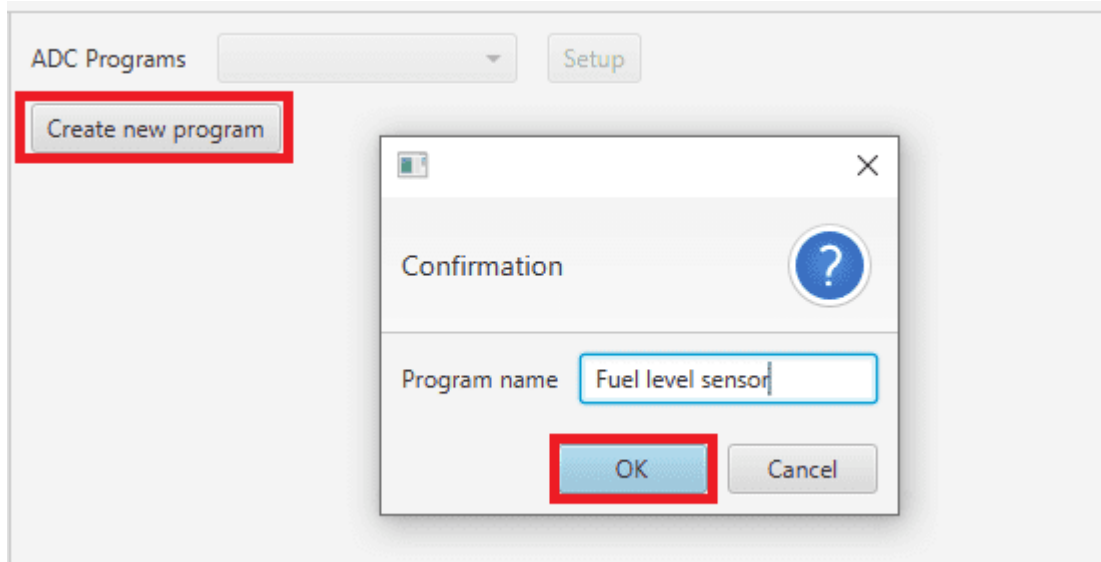 ADC Programs
Setup
Create new program
Confirmation
?
Program name
Fuel level sensor
OK
Cancel